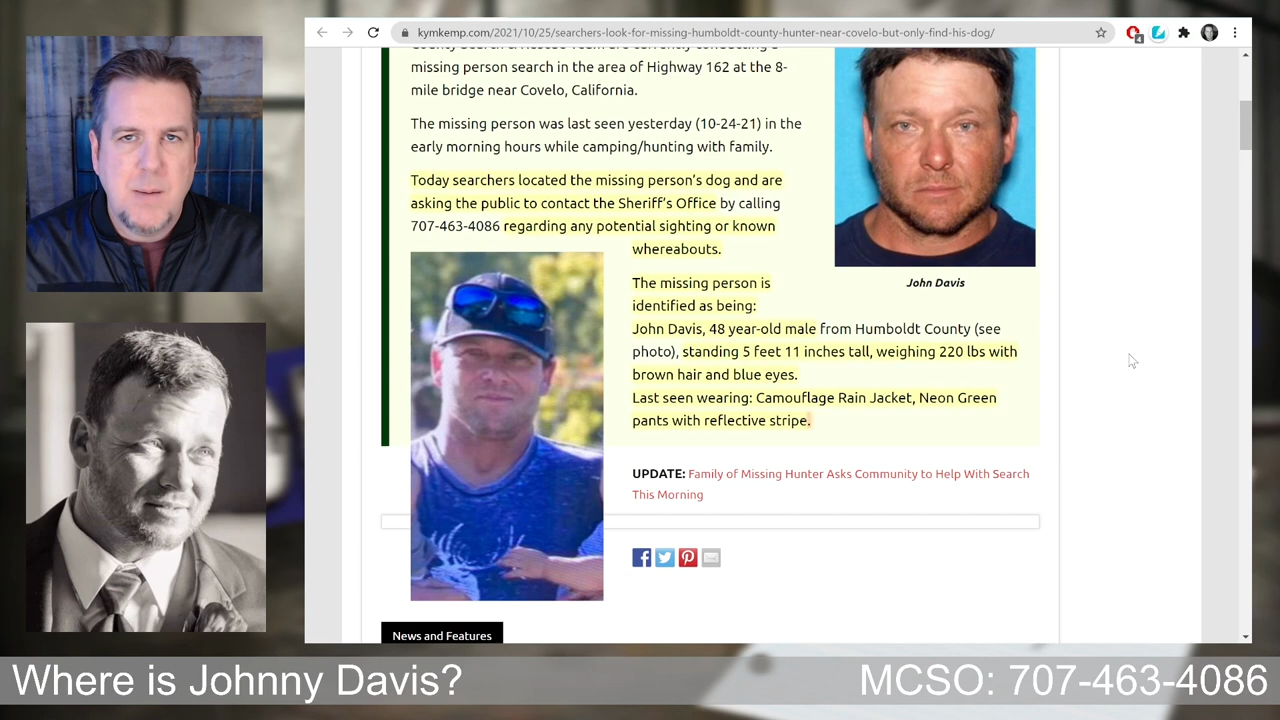 kymkemp.com/2021/10/25/searchers-look-for-missing-humboldt-county-hunter-near-covelo-but-only-find-his-dog/
4
missing person search in the area of Highway 162 at the 8-
mile bridge near Covelo, California.
The missing person was last seen yesterday (10-24-21) in the
early morning hours while camping/hunting with family.
Today searchers located the missing person's dog and are
asking the public to contact the Sheriff's Office by calling
707-463-4086 regarding any potential sighting or known
whereabouts.
John Davis
The missing person is
identified as being:
John Davis, 48 year-old male from Humboldt County (see
photo), standing 5 feet 11 inches tall, weighing 220 lbs with
brown hair and blue eyes.
Last seen wearing: Camouflage Rain Jacket, Neon Green
pants with reflective stripe.
UPDATE: Family of Missing Hunter Asks Community to Help With Search
This Morning
News and Features
Where is Johnny Davis?
MCSO: 707-463-4086